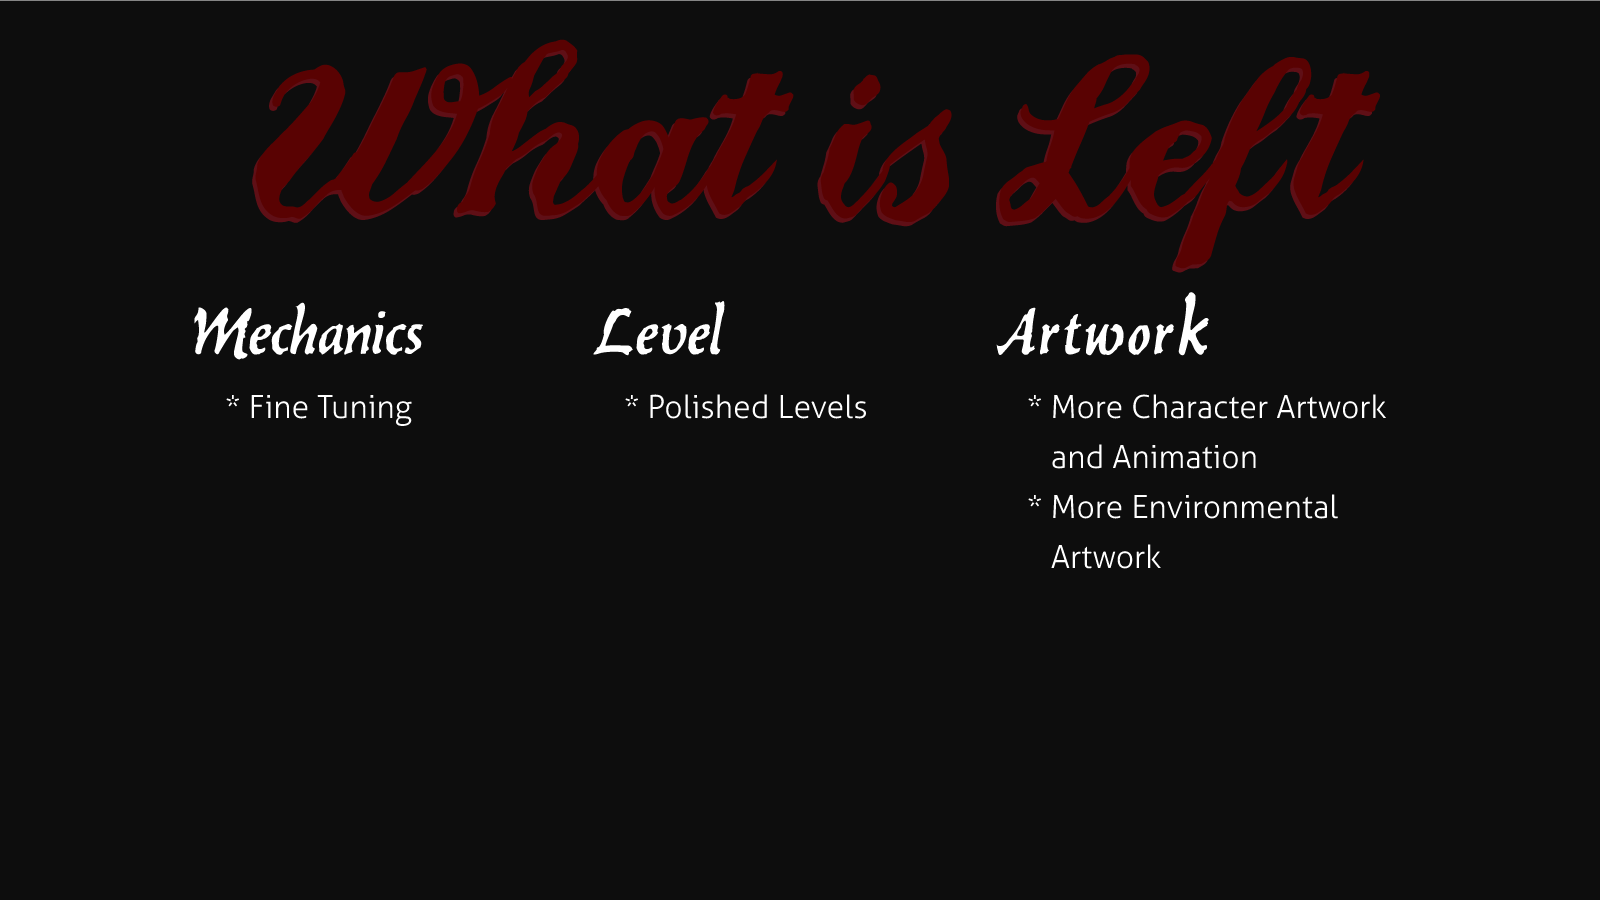 What is Left
Mechanics
* Fine Tuning
Level
* Polished Levels
Artwork
* More Character Artwork
and Animation
* More Environmental
Artwork